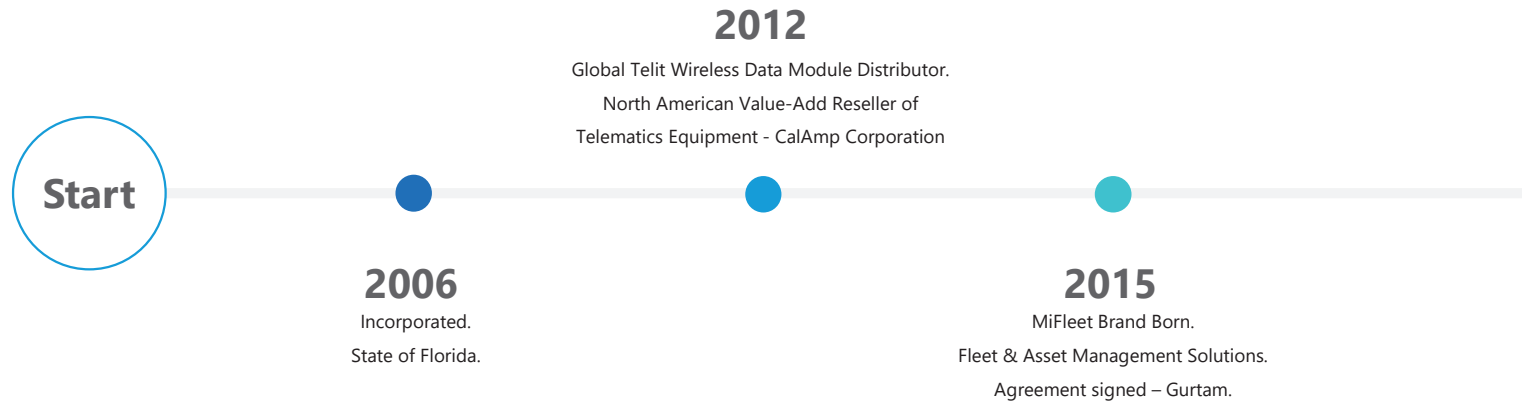 Start
2006
Incorporated.
State of Florida.
2012
Global Telit Wireless Data Module Distributor.
North American Value-Add Reseller of
Telematics Equipment - CalAmp Corporation
2015
MiFleet Brand Born.
Fleet & Asset Management Solutions.
Agreement signed – Gurtam.